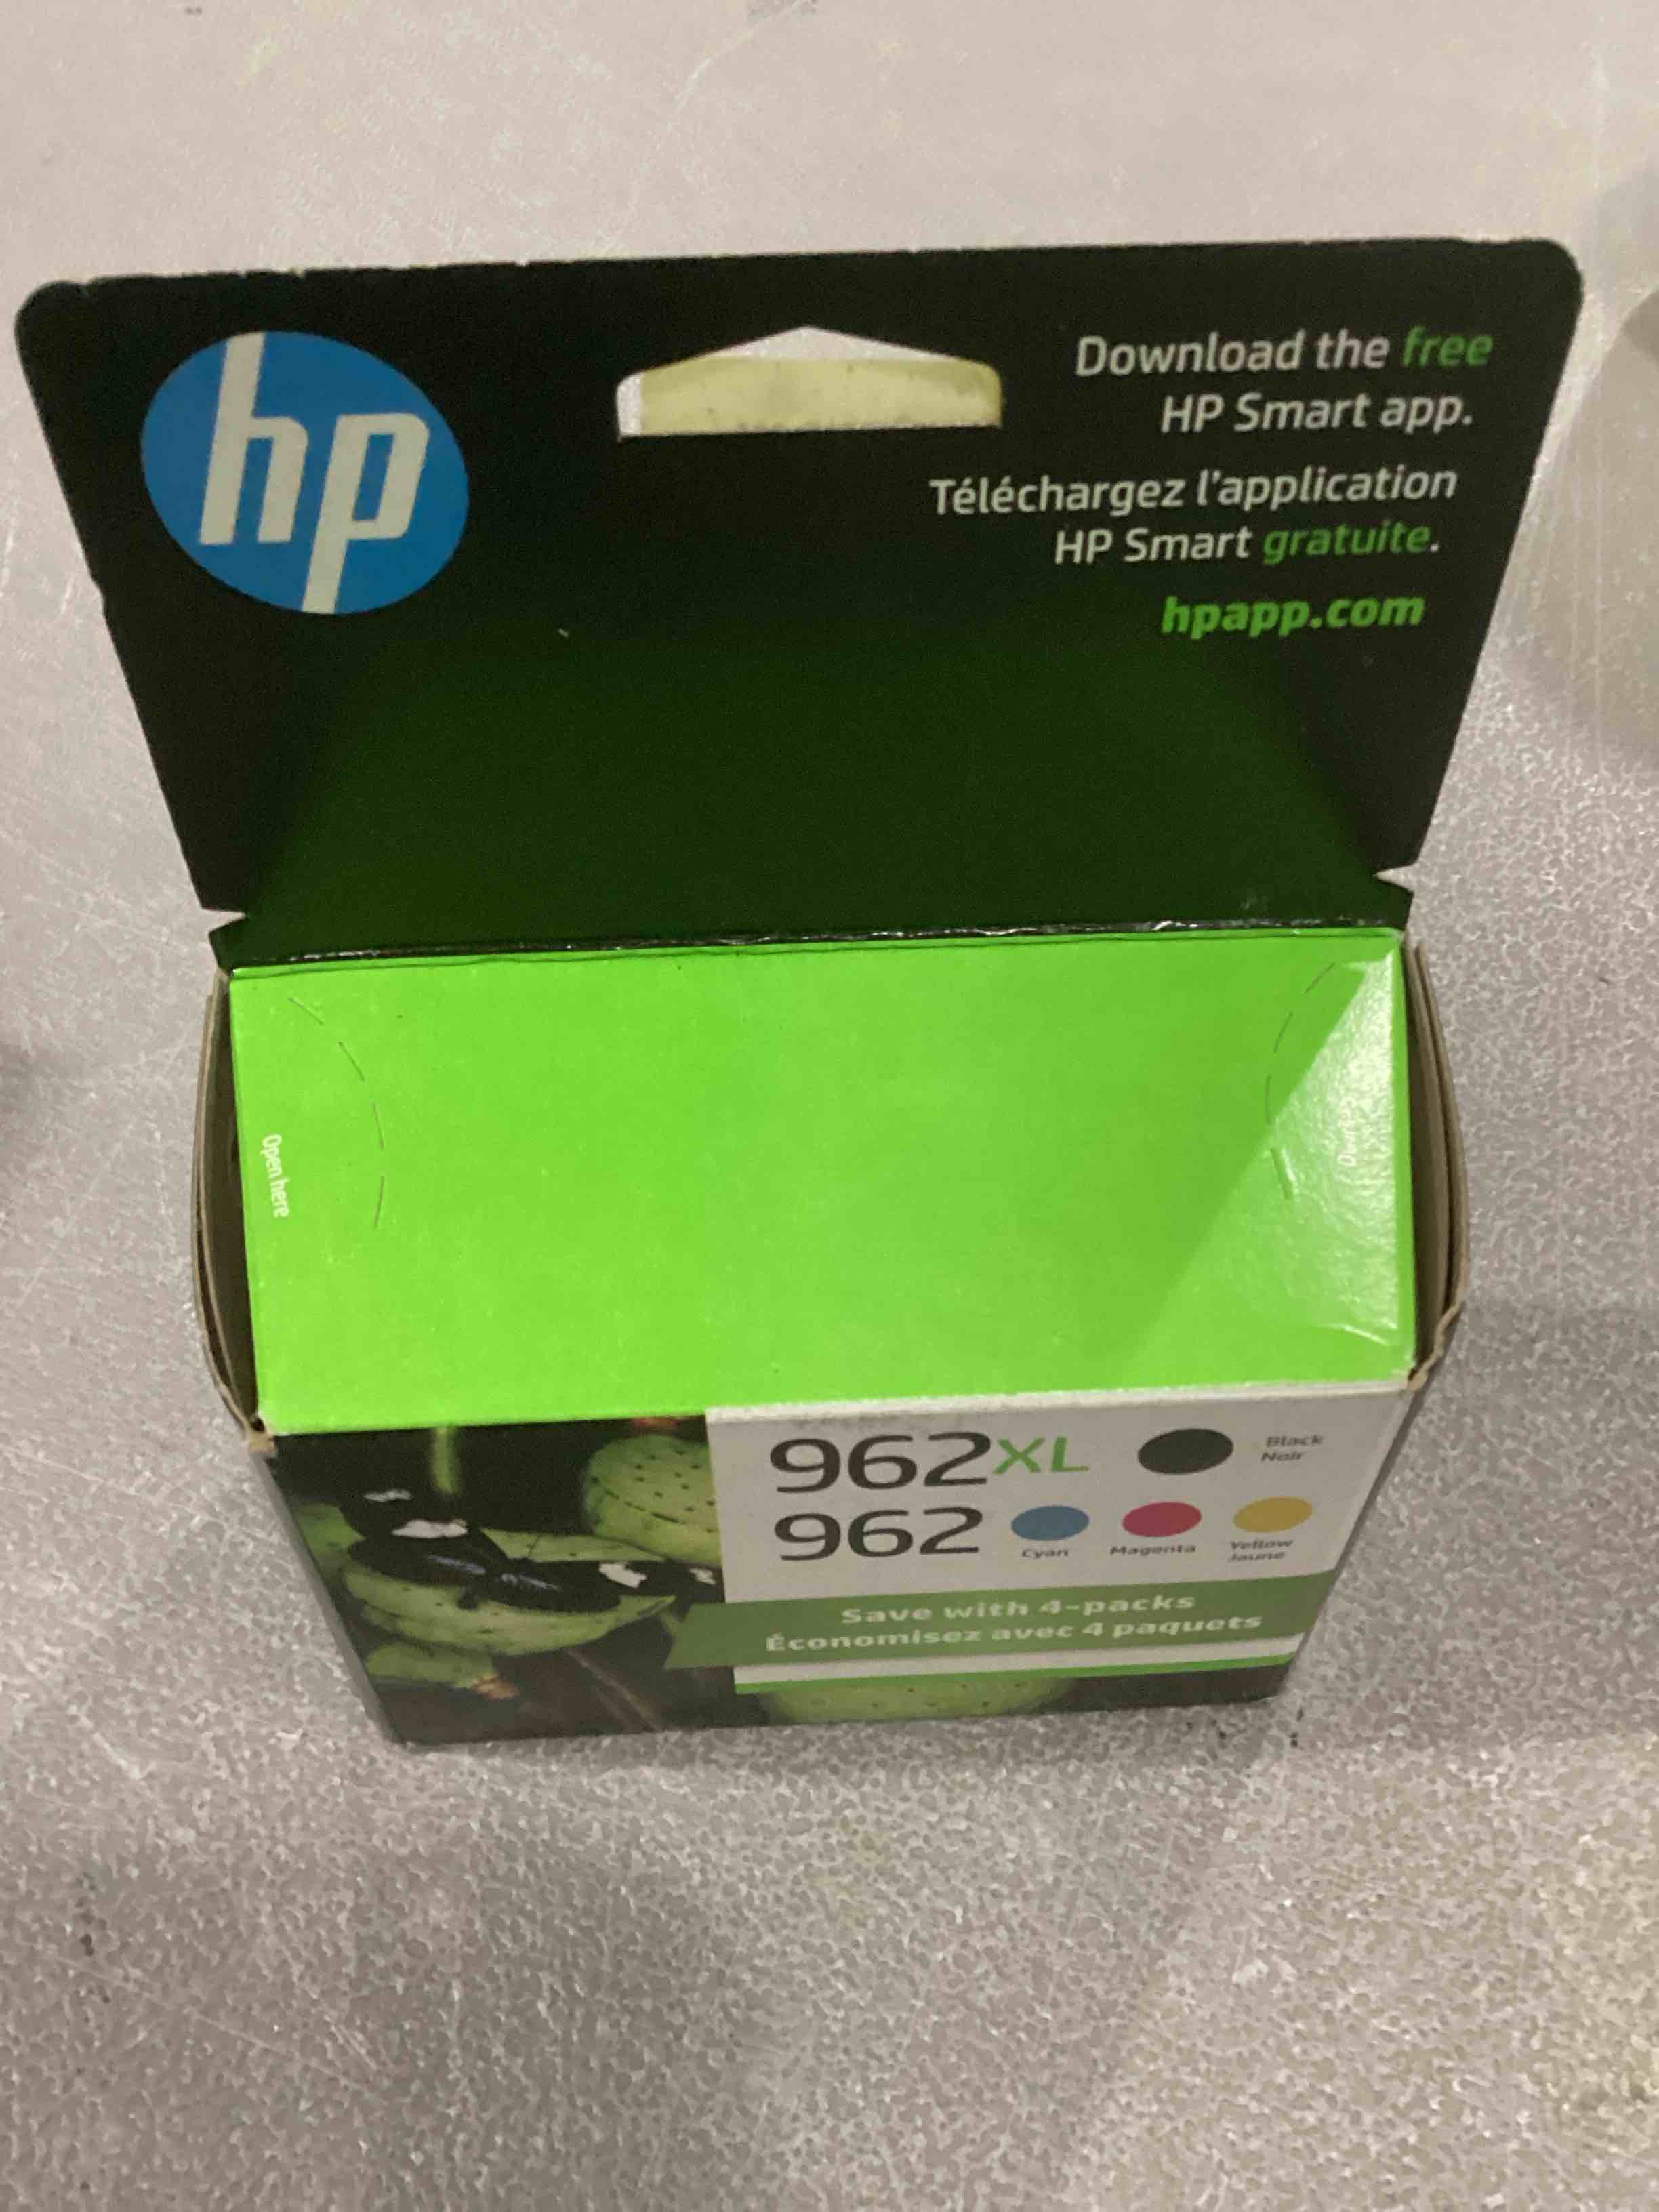 hp
Download the free
HP Smart app.
Téléchargez l'application
HP Smart gratuite.
hpapp.com
Open here
962XL
Black
Noir
962
Cyan
Magenta
Yellow
Jaune
Save with 4-packs
Économisez avec 4 paquets